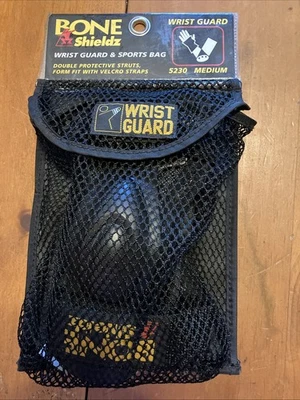 BONE
Shieldz
WRIST GUARD
WRIST GUARD & SPORTS BAG
DOUBLE PROTECTIVE STRUTS,
FORM FIT WITH VELCRO STRAPS
5230 MEDIUM
WRIST
GUARD
BONE